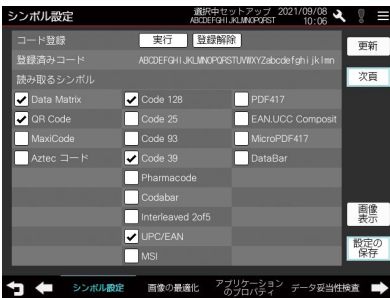 シンボル設定
選択中セットアップ 2021/09/08
ABCDEFGHIJKLMNOPQRST 10:06
コード登録 実行 登録解除
更新
登録済みコード ABCDEFGHIJKLMNOPQRSTUVWXYZabcdefghijklmn
読み取るシンボル
次頁
Data Matrix Code 128 PDF417
QR Code Code 25 EAN.UCC Composit
MaxiCode Code 93 MicroPDF417
Aztec コード Code 39 DataBar
Pharmacode
Codabar
Interleaved 2of5
画像
表示
UPC/EAN
MSI
設定の
保存
シンボル設定 画像の最適化 アプリケーション
のプロパティ データ妥当性検査